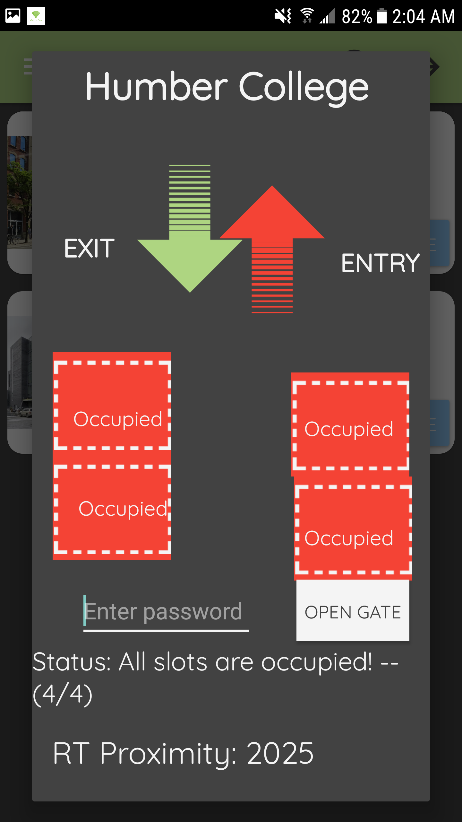 82% 2:04 AM
Humber College
EXIT
ENTRY
Occupied
Occupied
Occupied
Occupied
Enter password
OPEN GATE
Status: All slots are occupied! --
(4/4)
RT Proximity: 2025
E
E